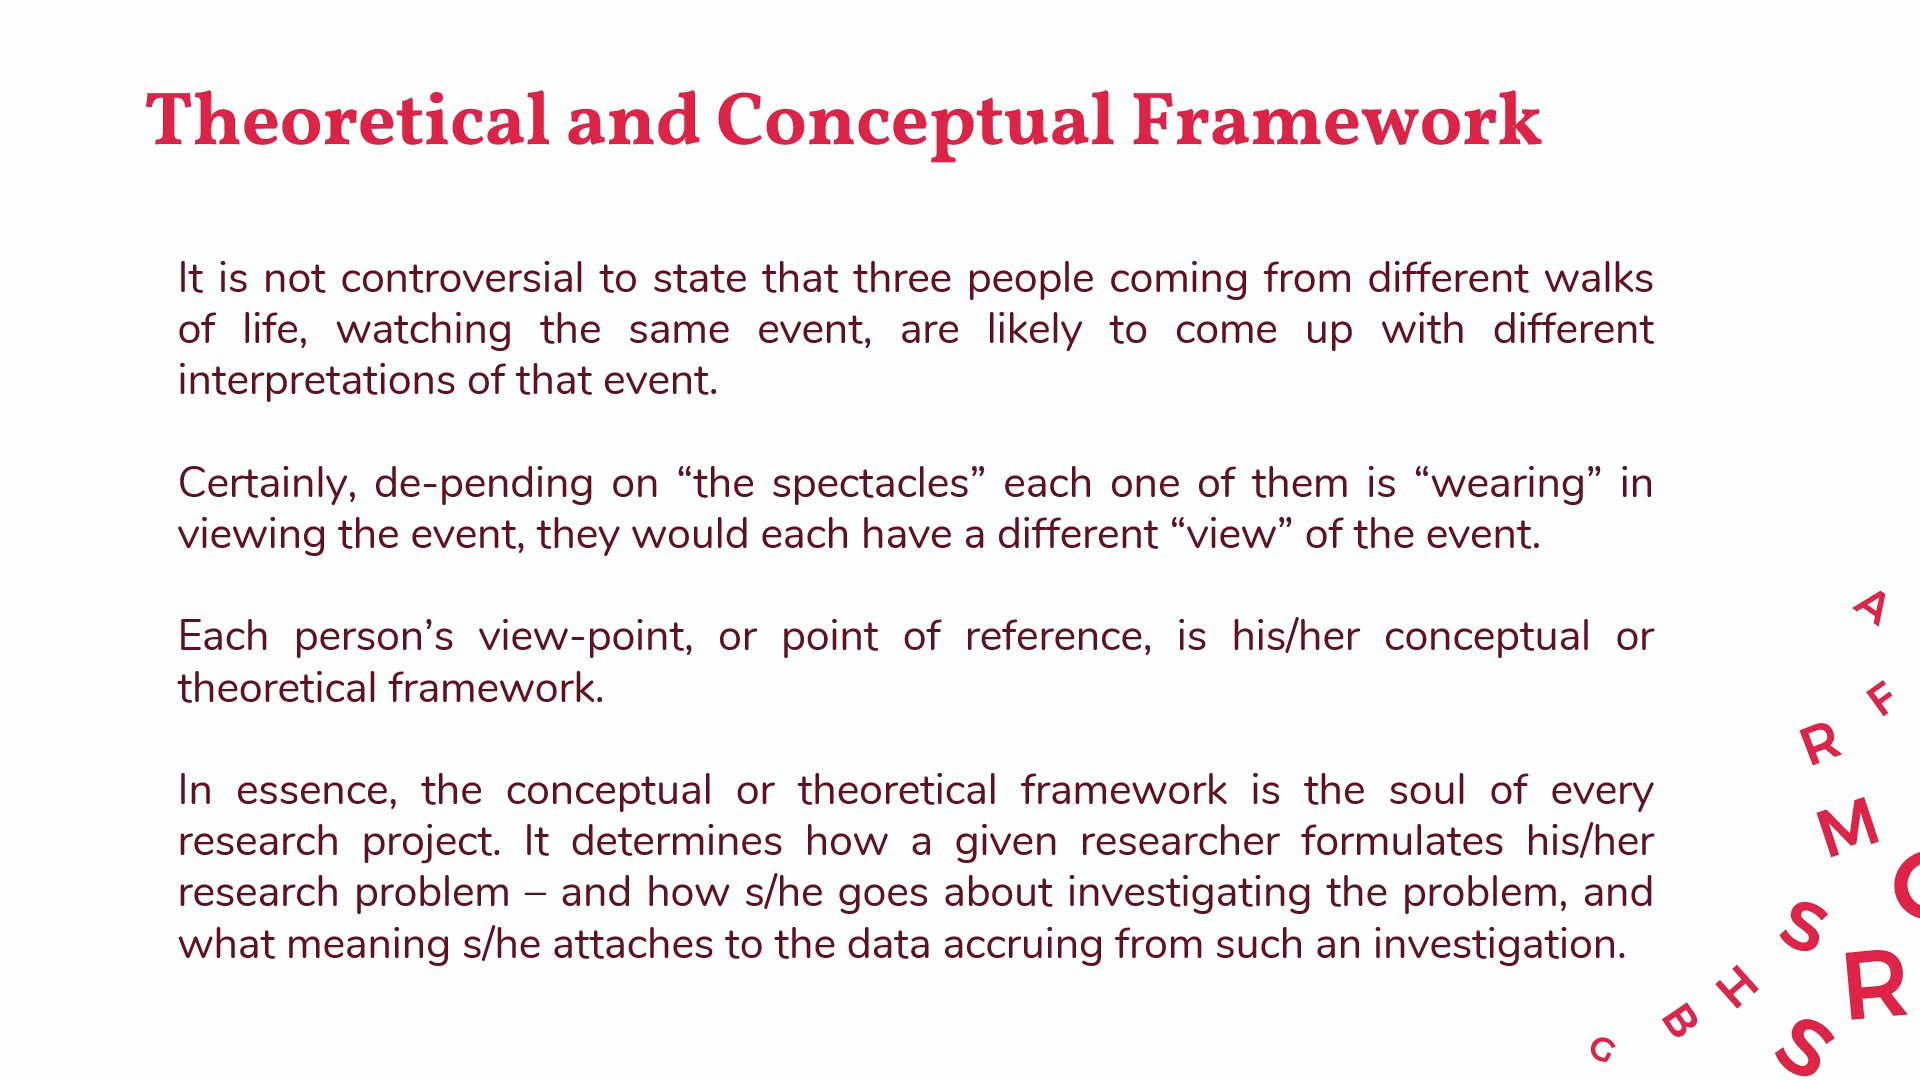 Theoretical and Conceptual Framework
It is not controversial to state that three people coming from different walks
of life, watching the same event, are likely to come up with different
interpretations of that event.
Certainly, de-pending on “the spectacles” each one of them is “wearing” in
viewing the event, they would each have a different “view” of the event.
Each person’s view-point, or point of reference, is his/her conceptual or
theoretical framework.
In essence, the conceptual or theoretical framework is the soul of every
research project. It determines how a given researcher formulates his/her
research problem – and how s/he goes about investigating the problem, and
what meaning s/he attaches to the data accruing from such an investigation.
A
F
R
M
S
R
H
B
S
G